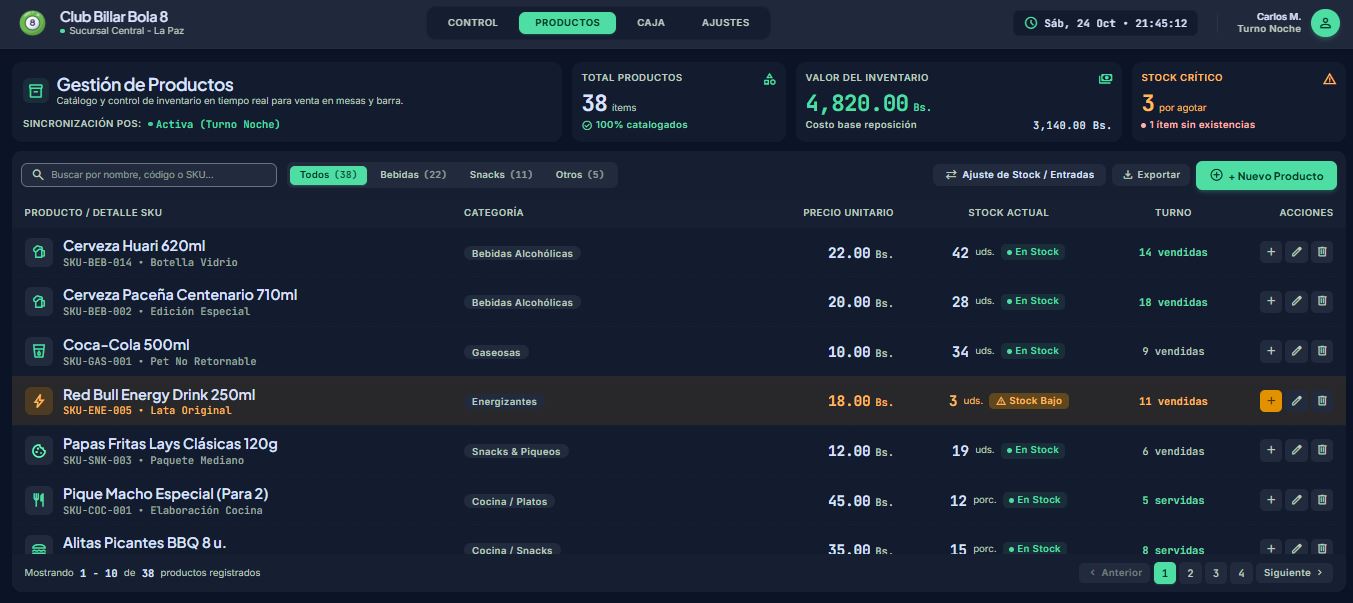 8
Club Billar Bola 8
Sucursal Central - La Paz
CONTROL
PRODUCTOS
CAJA
AJUSTES
Sáb, 24 Oct • 21:45:12
Carlos M.
Turno Noche
Gestión de Productos
Catálogo y control de inventario en tiempo real para venta en mesas y barra.
SINCRONIZACIÓN POS: • Activa (Turno Noche)
TOTAL PRODUCTOS
38 items
100% catalogados
VALOR DEL INVENTARIO
4,820.00 Bs.
Costo base reposición 3,140.00 Bs.
STOCK CRÍTICO
3 por agotar
1 ítem sin existencias
Buscar por nombre, código o SKU...
Todos (38) Bebidas (22) Snacks (11) Otros (5)
Ajuste de Stock / Entradas
Exportar
+ Nuevo Producto
PRODUCTO / DETALLE SKU CATEGORÍA PRECIO UNITARIO STOCK ACTUAL TURNO ACCIONES
Cerveza Huari 620ml
SKU-BEB-014 • Botella Vidrio
Bebidas Alcohólicas 22.00 Bs. 42 uds. • En Stock 14 vendidas +
Cerveza Paceña Centenario 710ml
SKU-BEB-002 • Edición Especial
Bebidas Alcohólicas 20.00 Bs. 28 uds. • En Stock 18 vendidas +
Coca-Cola 500ml
SKU-GAS-001 • Pet No Retornable
Gaseosas 10.00 Bs. 34 uds. • En Stock 9 vendidas +
Red Bull Energy Drink 250ml
SKU-ENE-005 • Lata Original
Energizantes 18.00 Bs. 3 uds. Stock Bajo 11 vendidas +
Papas Fritas Lays Clásicas 120g
SKU-SNK-003 • Paquete Mediano
Snacks & Piqueos 12.00 Bs. 19 uds. • En Stock 6 vendidas +
Pique Macho Especial (Para 2)
SKU-COC-001 • Elaboración Cocina
Cocina / Platos 45.00 Bs. 12 porc. • En Stock 5 servidas +
Alitas Picantes BBQ 8 u.
Cocina / Snacks 35.00 Bs. 15 porc. • En Stock 8 servidas +
Mostrando 1 - 10 de 38 productos registrados
‹ Anterior 1 2 3 4 Siguiente ›